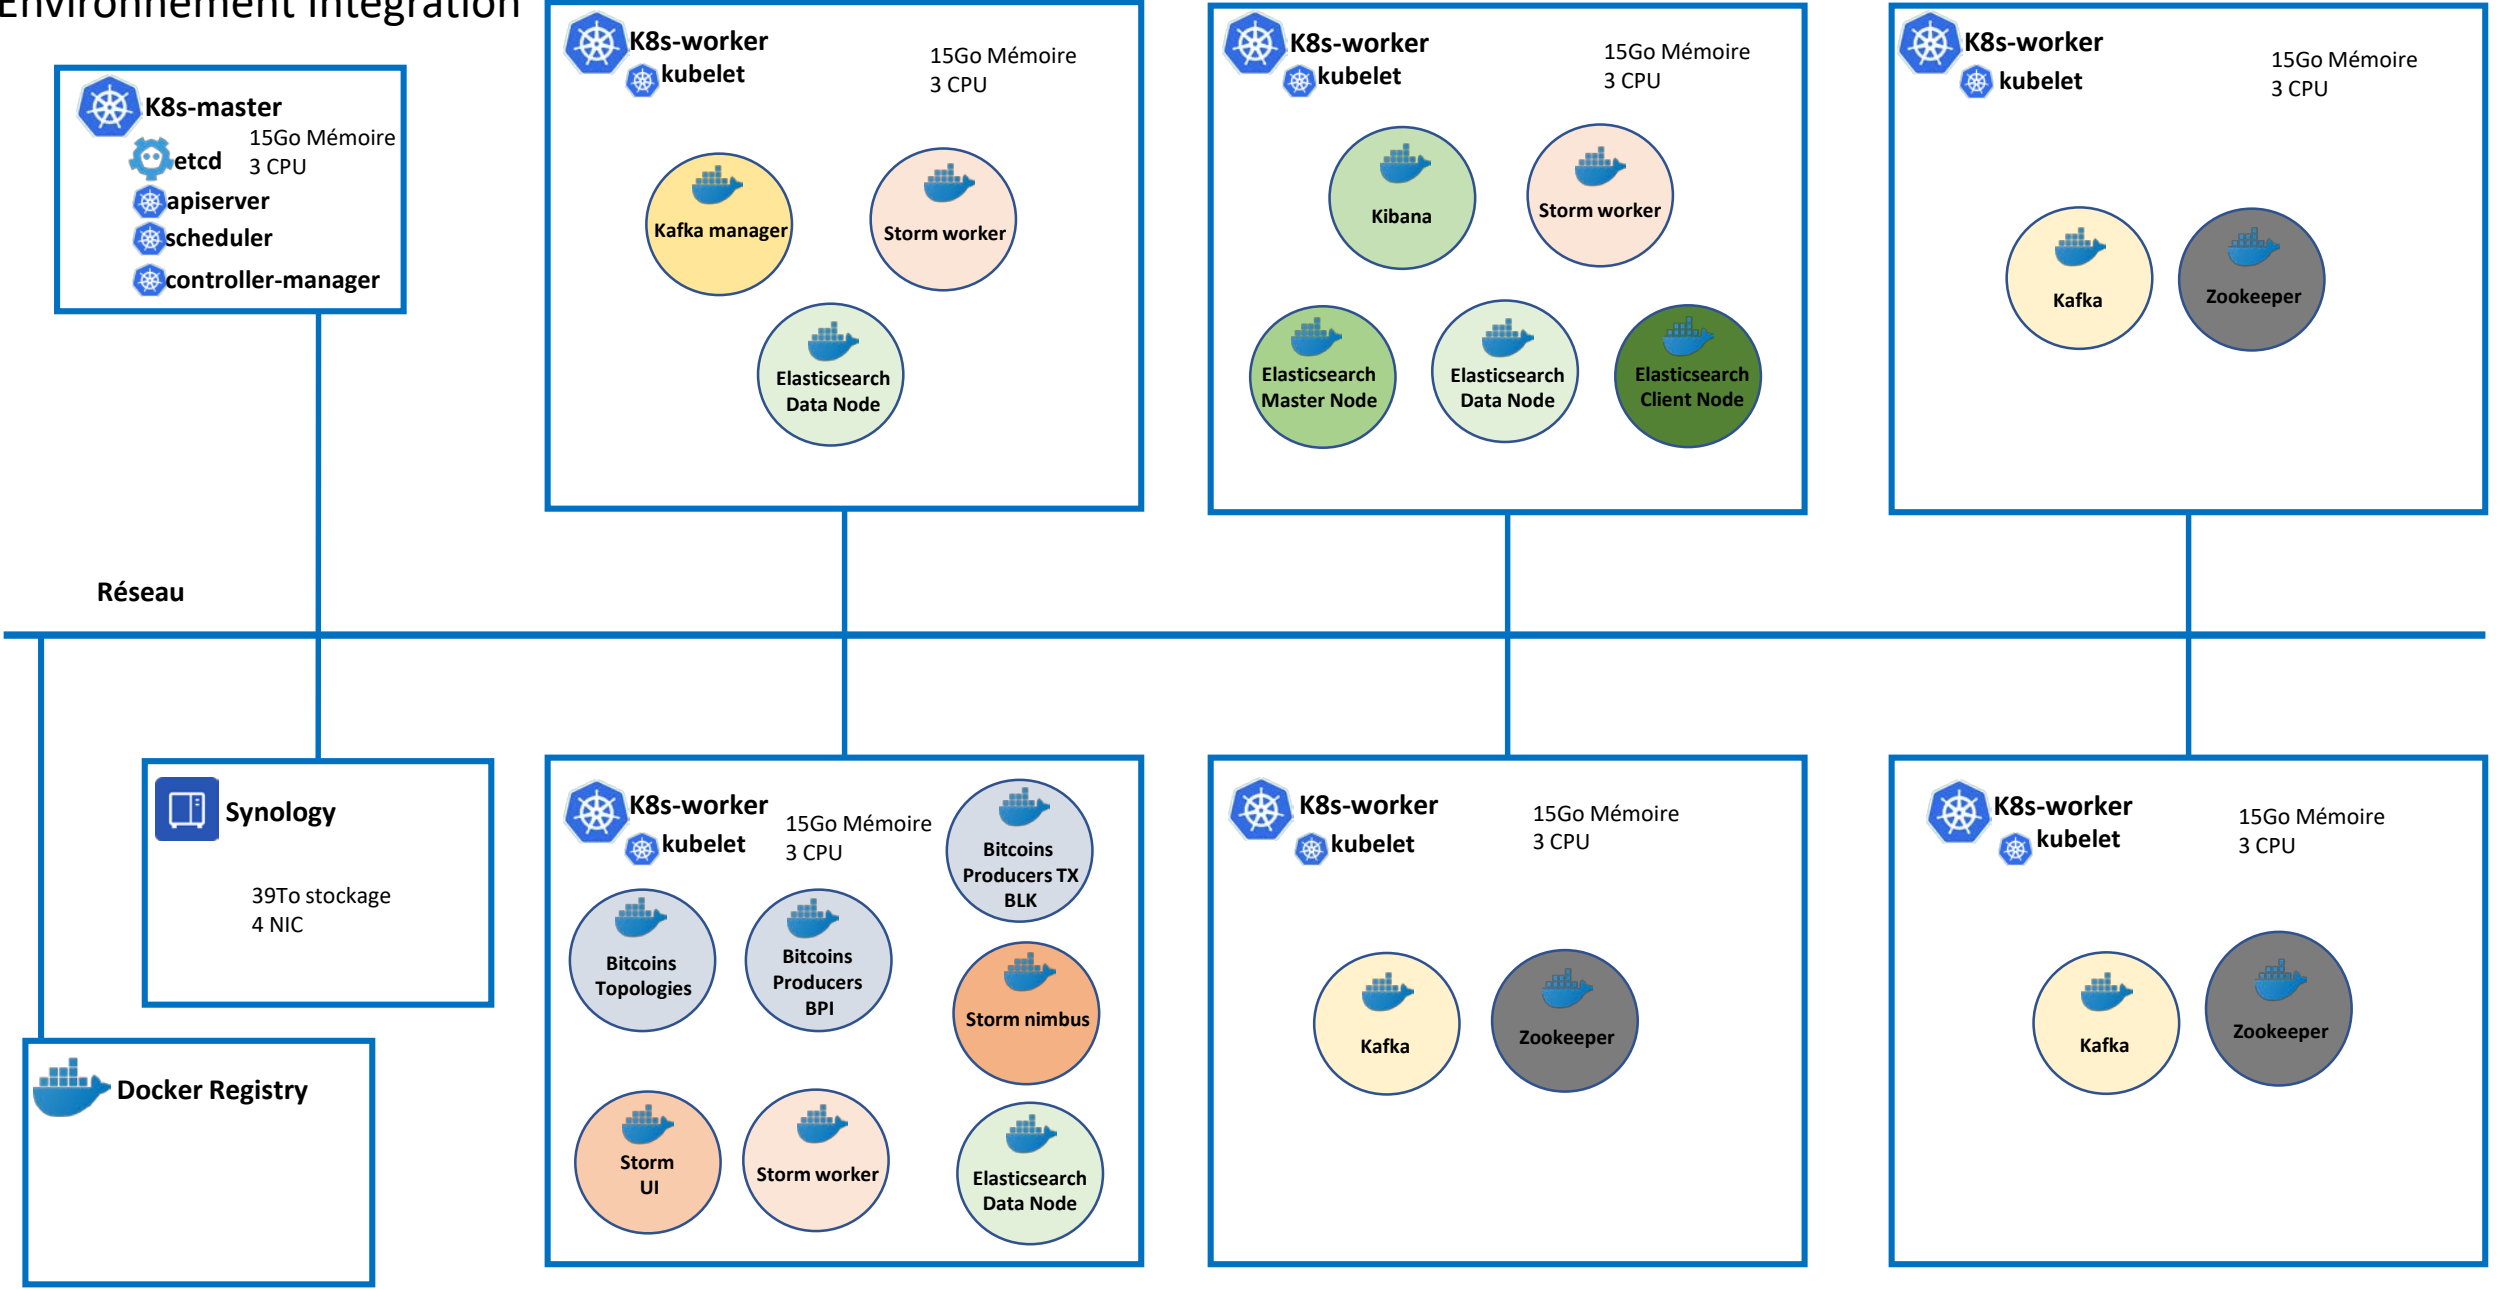 Environnement Intégration
K8s-master
15Go Mémoire
3 CPU
etcd
apiserver
scheduler
controller-manager
K8s-worker
kubelet
15Go Mémoire
3 CPU
Kafka manager
Storm worker
Elasticsearch
Data Node
K8s-worker
kubelet
15Go Mémoire
3 CPU
Kibana
Storm worker
Elasticsearch
Master Node
Elasticsearch
Data Node
Elasticsearch
Client Node
K8s-worker
kubelet
15Go Mémoire
3 CPU
Kafka
Zookeeper
Réseau
Synology
39To stockage
4 NIC
Docker Registry
K8s-worker
kubelet
15Go Mémoire
3 CPU
Bitcoins
Producers TX
BLK
Bitcoins
Topologies
Bitcoins
Producers
BPI
Storm nimbus
Storm
UI
Storm worker
Elasticsearch
Data Node
K8s-worker
kubelet
15Go Mémoire
3 CPU
Kafka
Zookeeper
K8s-worker
kubelet
15Go Mémoire
3 CPU
Kafka
Zookeeper